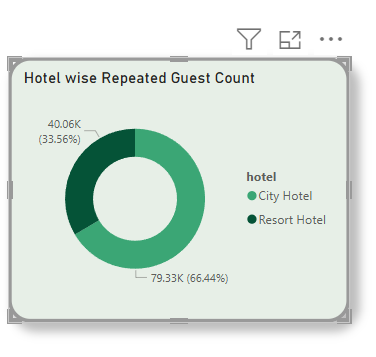 Hotel wise Repeated Guest Count
40.06K
(33.56%)
hotel
City Hotel
Resort Hotel
79.33K (66.44%)